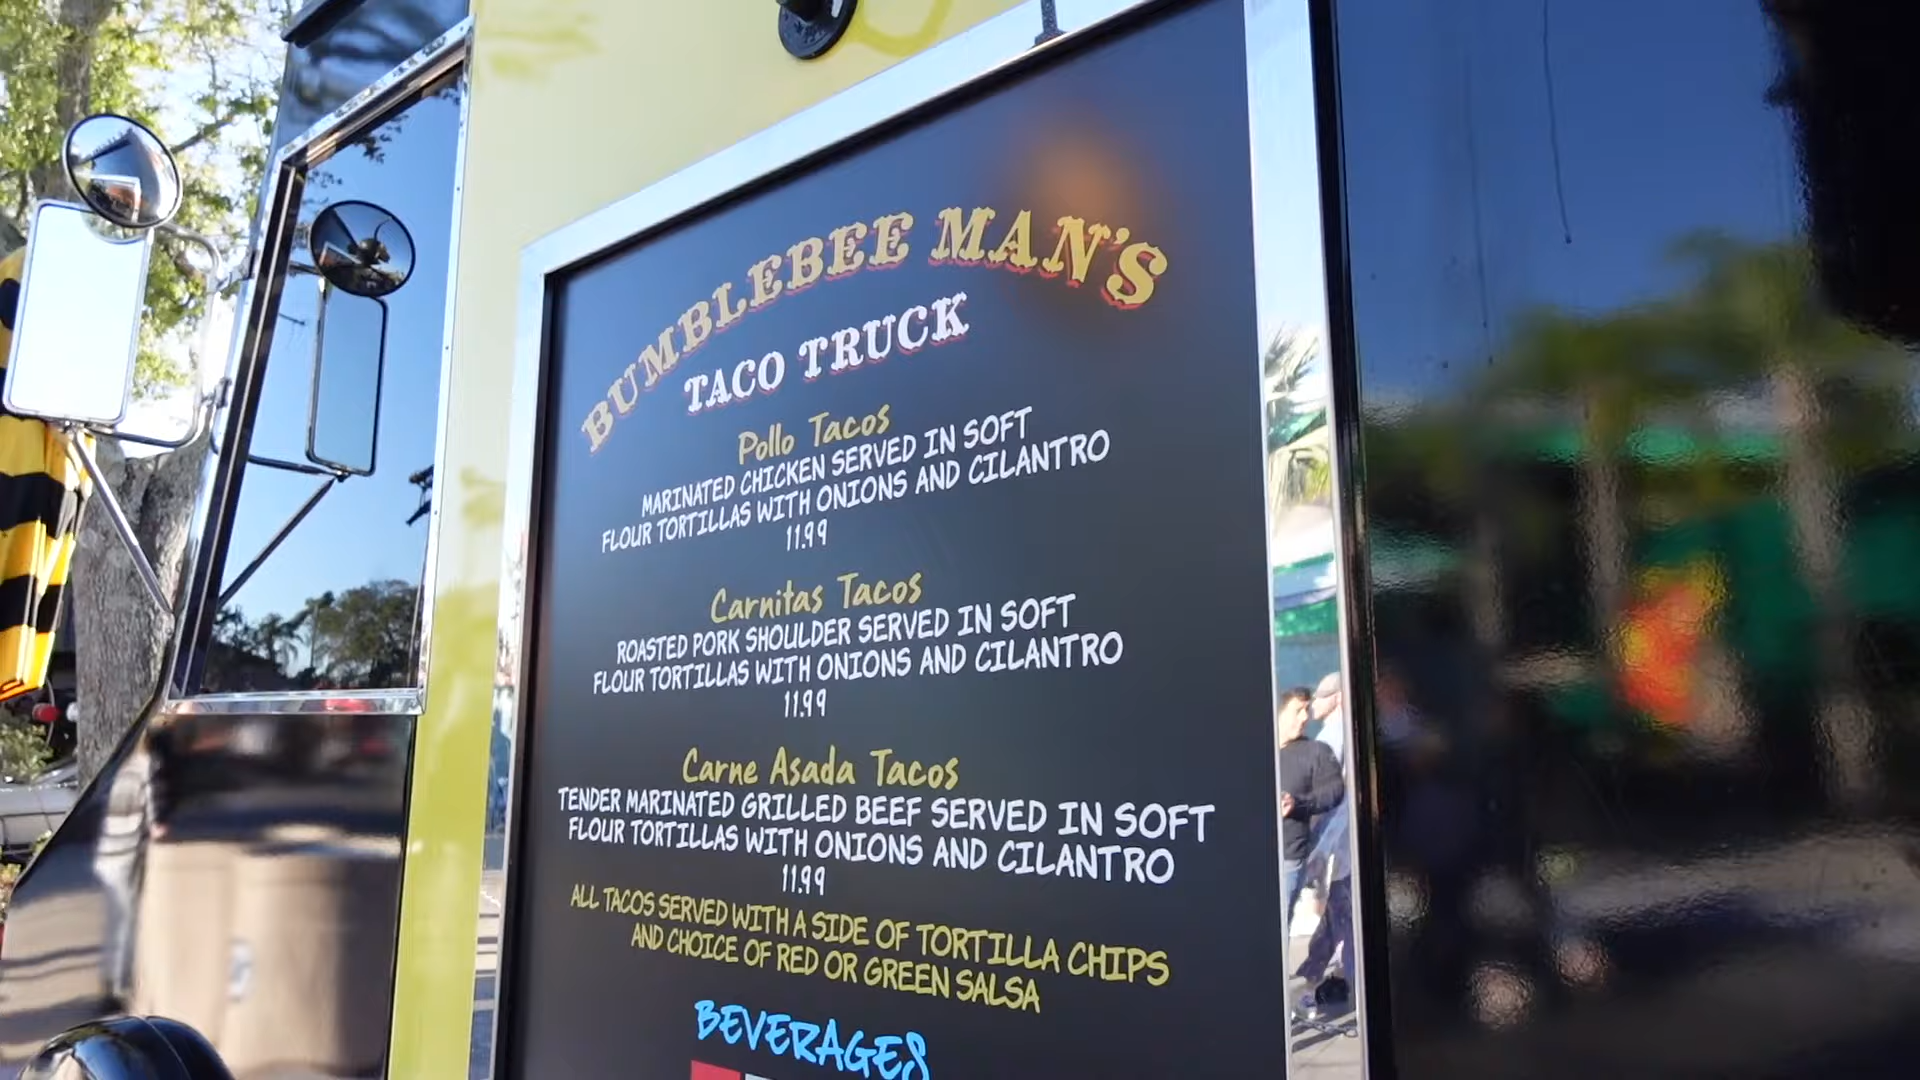 BUMBLEBEE MAN'S
TACO TRUCK
Pollo Tacos
MARINATED CHICKEN SERVED IN SOFT
FLOUR TORTILLAS WITH ONIONS AND CILANTRO
11.99
Carnitas Tacos
ROASTED PORK SHOULDER SERVED IN SOFT
FLOUR TORTILLAS WITH ONIONS AND CILANTRO
11.99
Carne Asada Tacos
TENDER MARINATED GRILLED BEEF SERVED IN SOFT
FLOUR TORTILLAS WITH ONIONS AND CILANTRO
11.99
ALL TACOS SERVED WITH A SIDE OF TORTILLA CHIPS
AND CHOICE OF RED OR GREEN SALSA
BEVERAGES